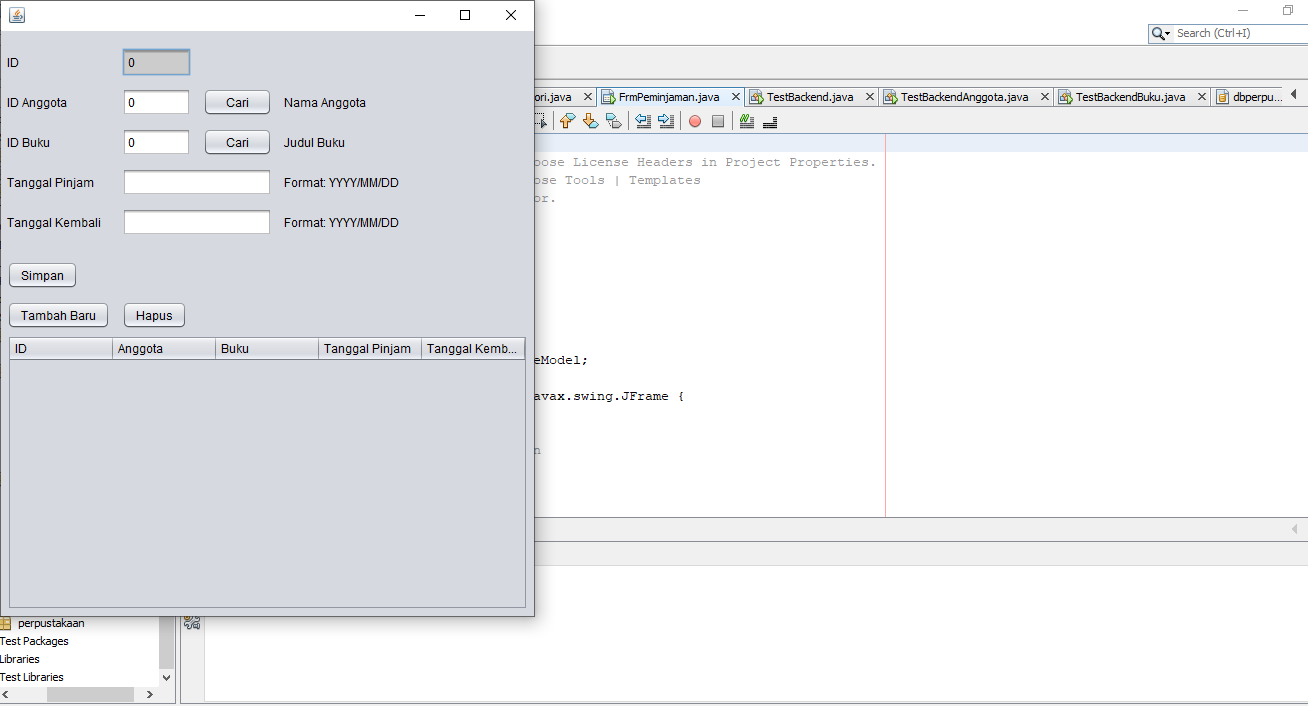 ID 0
ID Anggota 0 Cari Nama Anggota
ID Buku 0 Cari Judul Buku
Tanggal Pinjam Format: YYYY/MM/DD
Tanggal Kembali Format: YYYY/MM/DD
Simpan
Tambah Baru Hapus
ID Anggota Buku Tanggal Pinjam Tanggal Kemb...
Search (Ctrl+I)
ori.java FrmPeminjaman.java TestBackend.java TestBackendAnggota.java TestBackendBuku.java dbperpu...
oose License Headers in Project Properties.
ose Tools | Templates
or.
eModel;
avax.swing.JFrame {
n
perpustakaan
Test Packages
Libraries
Test Libraries